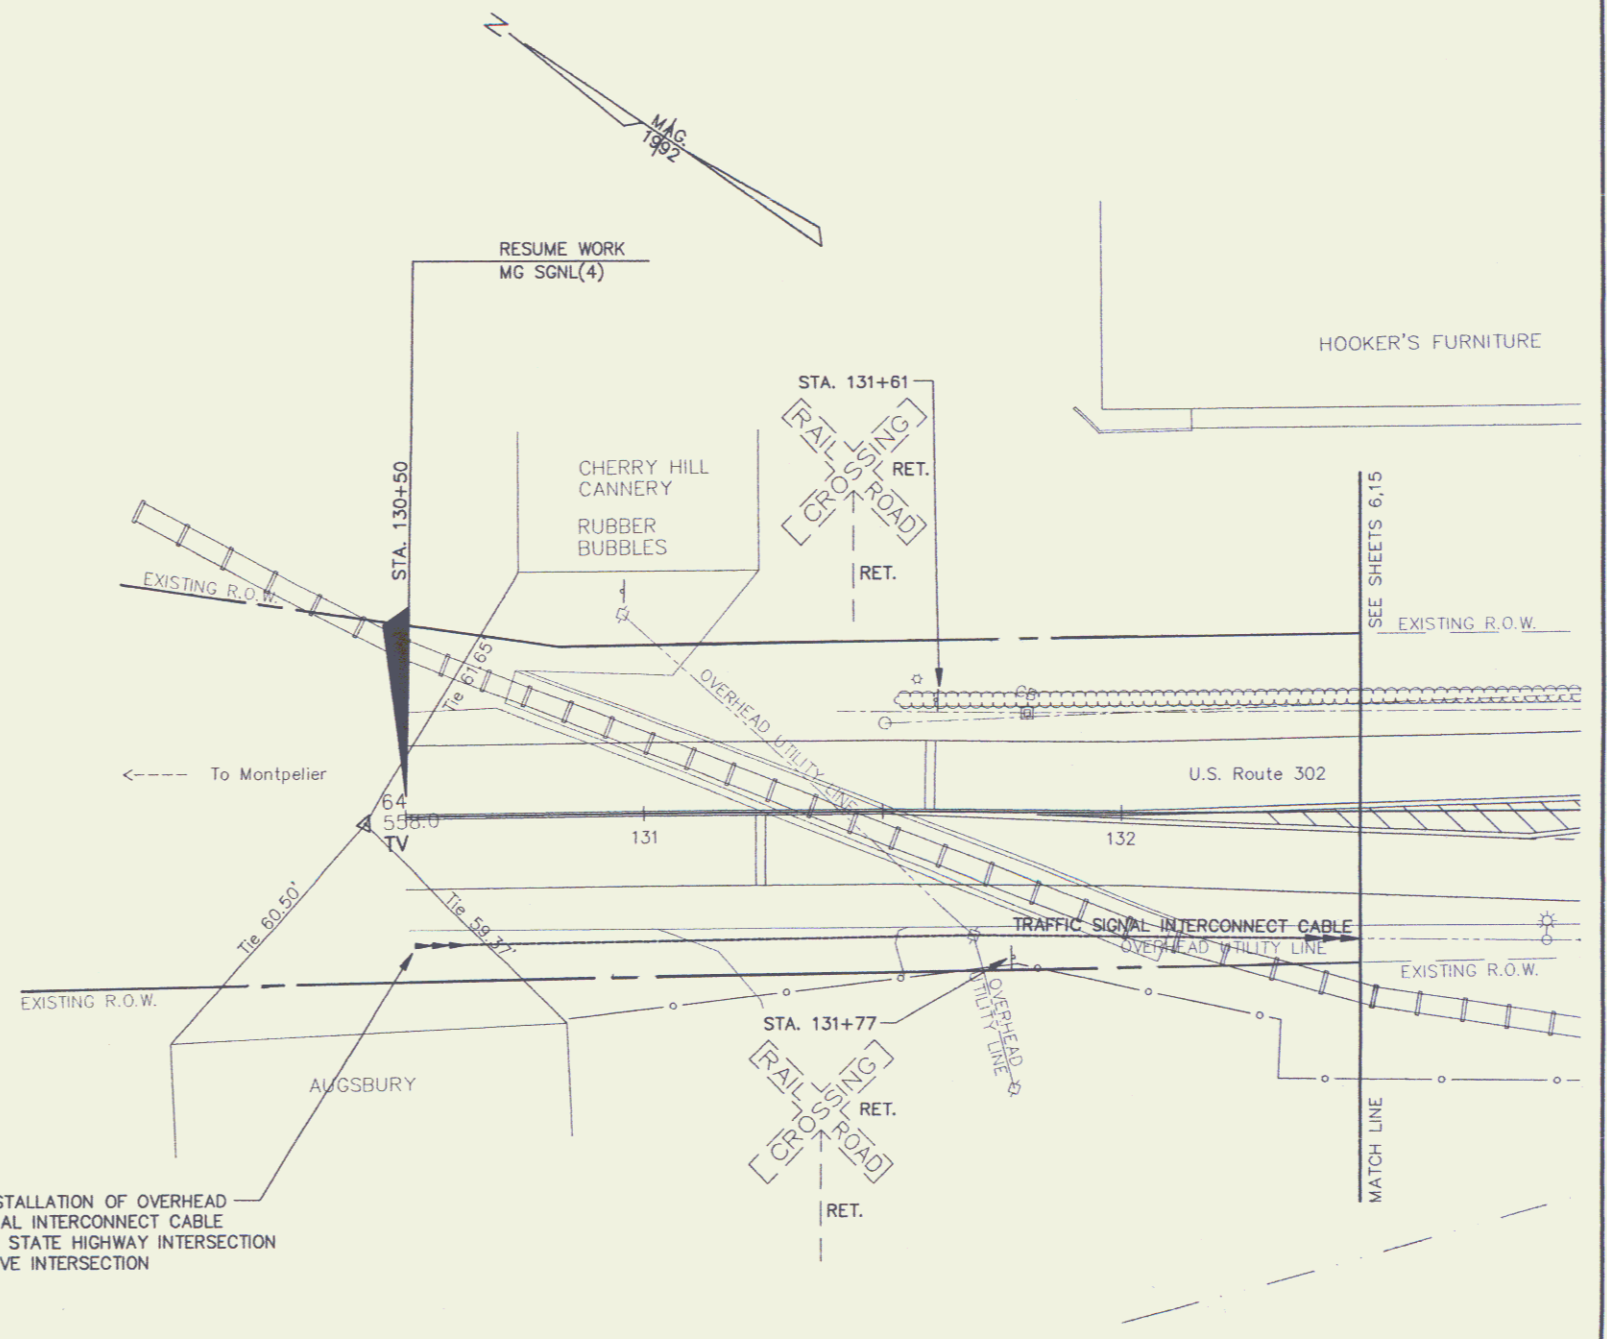 N
MAG.
1992
RESUME WORK
MG SGNL(4)
HOOKER'S FURNITURE
STA. 131+61
RAIL ROAD
CROSSING
RET.
RET.
STA. 130+50
CHERRY HILL
CANNERY
RUBBER
BUBBLES
SEE SHEETS 6,15
EXISTING R.O.W.
EXISTING R.O.W.
Tie 61.65
OVERHEAD UTILITY LINE
CB
<---- To Montpelier
U.S. Route 302
64
558.0
TV
131
132
Tie 60.50'
Tie 59.37'
TRAFFIC SIGNAL INTERCONNECT CABLE
OVERHEAD UTILITY LINE
EXISTING R.O.W.
EXISTING R.O.W.
STA. 131+77
OVERHEAD
UTILITY LINE
RAIL ROAD
CROSSING
RET.
RET.
AUGSBURY
MATCH LINE
STALLATION OF OVERHEAD
AL INTERCONNECT CABLE
STATE HIGHWAY INTERSECTION
VE INTERSECTION